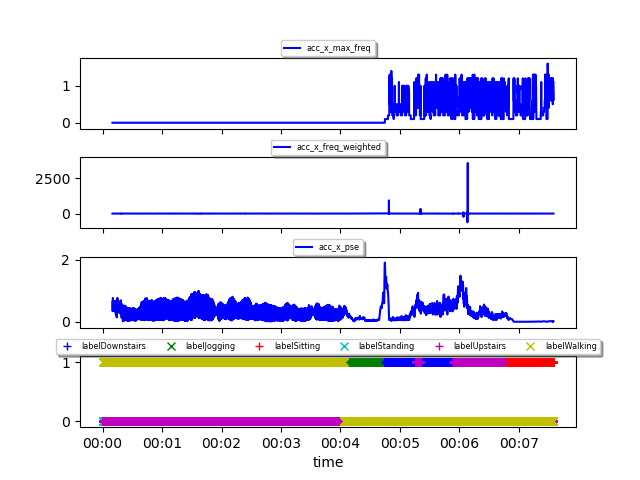 acc_x_max_freq
1
0
acc_x_freq_weighted
2500
0
acc_x_pse
2
0
labelDownstairs labelJogging labelSitting labelStanding labelUpstairs labelWalking
1
0
00:00 00:01 00:02 00:03 00:04 00:05 00:06 00:07
time